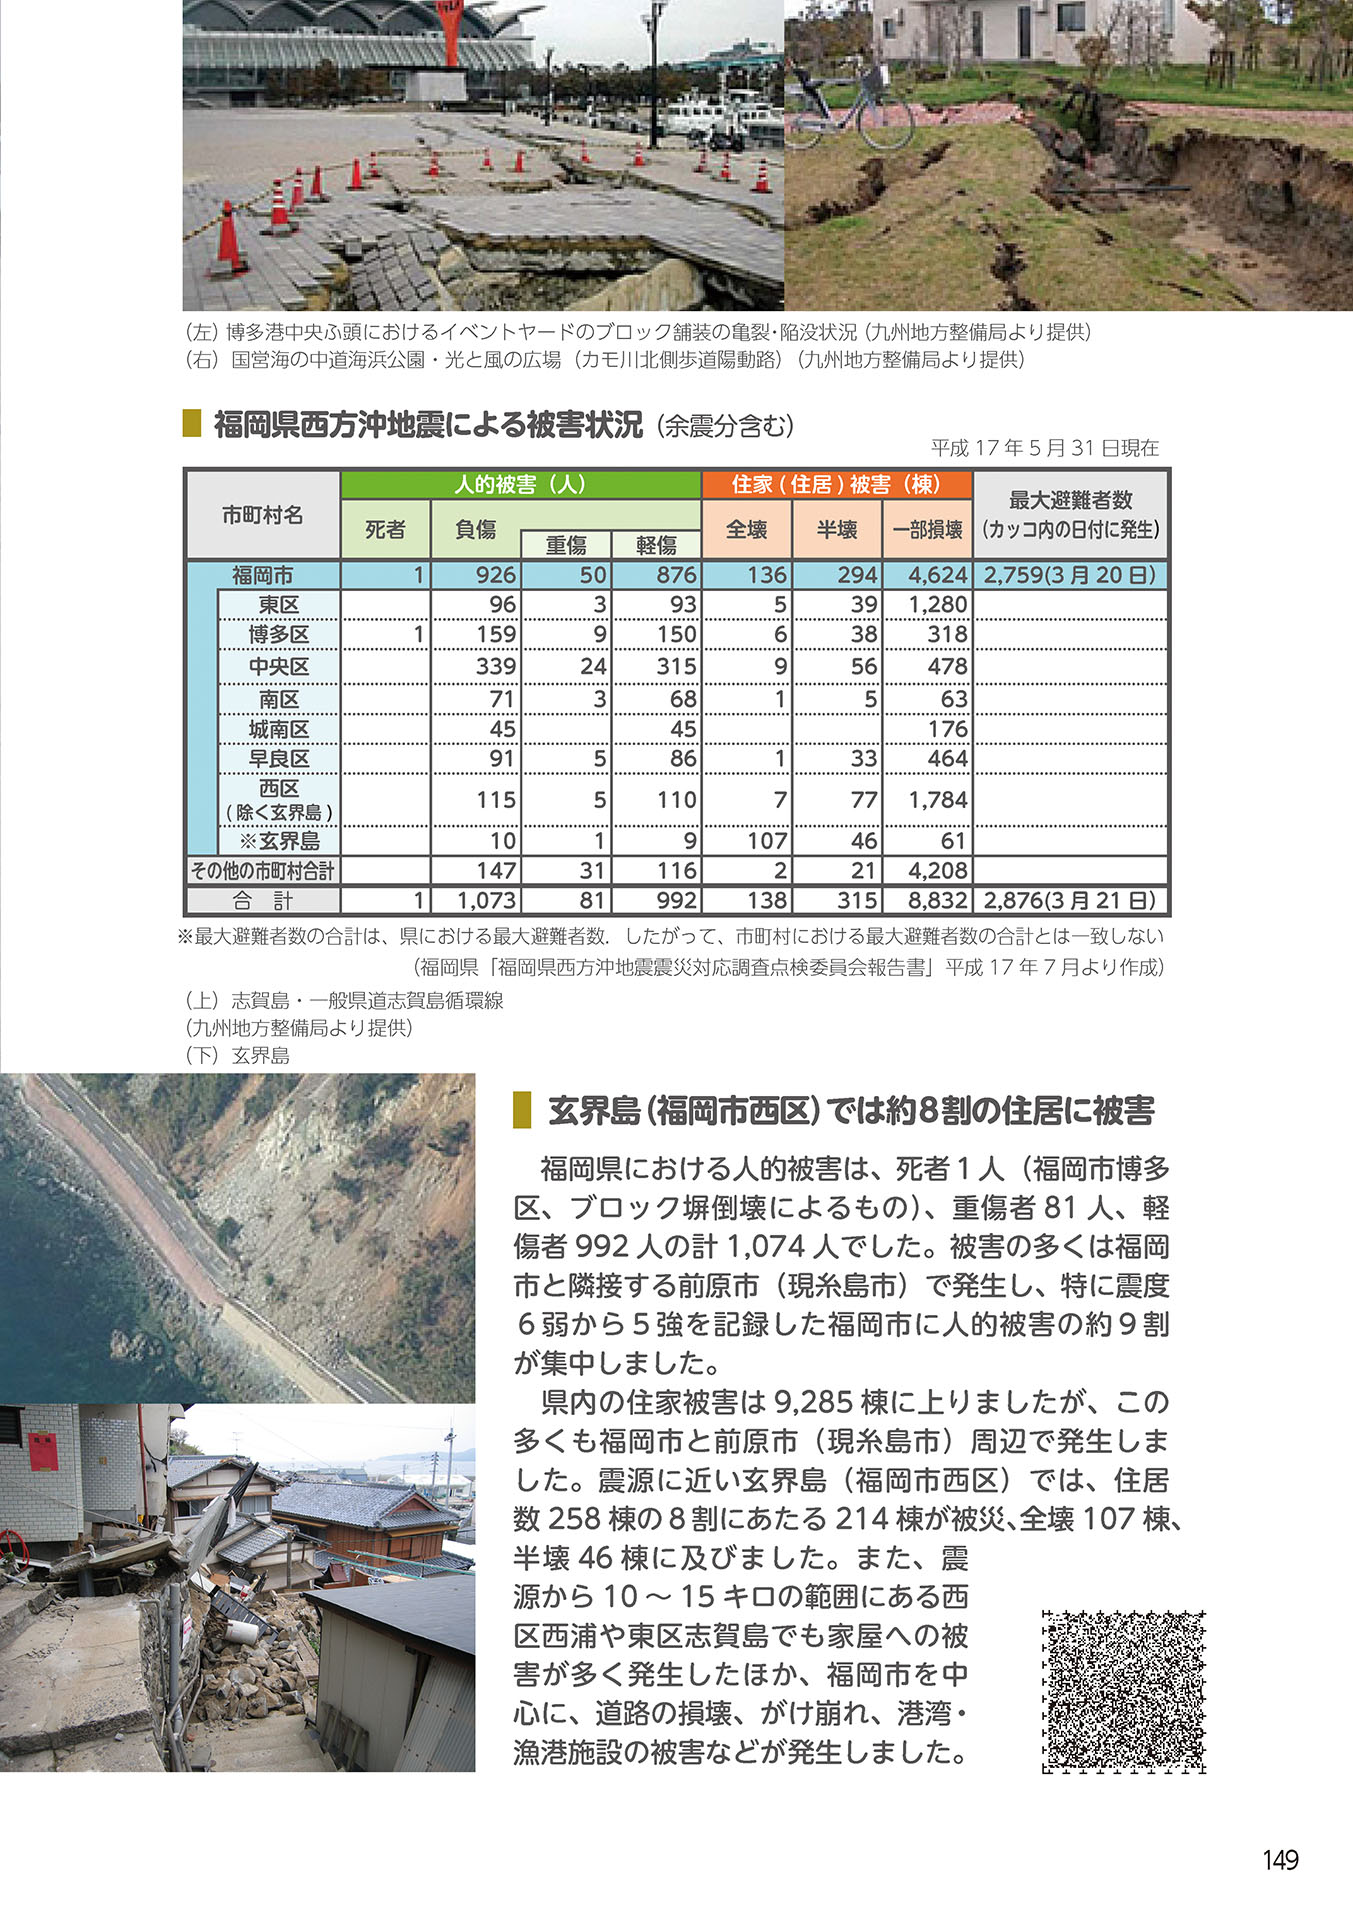 （左）博多港中央ふ頭におけるイベントヤードのブロック舗装の亀裂・陥没状況（九州地方整備局より提供）
（右）国営海の中道海浜公園・光と風の広場（カモ川北側歩道陽動路）（九州地方整備局より提供）
福岡県西方沖地震による被害状況（余震分含む）
平成 17 年 5 月 31 日現在
市町村名 人的被害（人） 住家 ( 住居 ) 被害（棟） 最大避難者数
(カッコ内の日付に発生)
死者 負傷 重傷 軽傷 全壊 半壊 一部損壊
福岡市 1 926 50 876 136 294 4,624 2,759(3 月 20 日)
東区 96 3 93 5 39 1,280
博多区 1 159 9 150 6 38 318
中央区 339 24 315 9 56 478
南区 71 3 68 1 5 63
城南区 45 45 176
早良区 91 5 86 1 33 464
西区
( 除く玄界島 ) 115 5 110 7 77 1,784
※玄界島 10 1 9 107 46 61
その他の市町村合計 147 31 116 2 21 4,208
合　計 1 1,073 81 992 138 315 8,832 2,876(3 月 21 日)
※最大避難者数の合計は、県における最大避難者数．したがって、市町村における最大避難者数の合計とは一致しない
（福岡県「福岡県西方沖地震震災対応調査点検委員会報告書」平成 17 年 7 月より作成）
（上）志賀島・一般県道志賀島循環線
（九州地方整備局より提供）
（下）玄界島
玄界島（福岡市西区）では約８割の住居に被害
福岡県における人的被害は、死者 1 人（福岡市博多
区、ブロック塀倒壊によるもの）、重傷者 81 人、軽
傷者 992 人の計 1,074 人でした。被害の多くは福岡
市と隣接する前原市（現糸島市）で発生し、特に震度
６弱から５強を記録した福岡市に人的被害の約９割
が集中しました。
県内の住家被害は 9,285 棟に上りましたが、この
多くも福岡市と前原市（現糸島市）周辺で発生しま
した。震源に近い玄界島（福岡市西区）では、住居
数 258 棟の８割にあたる 214 棟が被災、全壊 107 棟、
半壊 46 棟に及びました。また、震
源から 10 〜 15 キロの範囲にある西
区西浦や東区志賀島でも家屋への被
害が多く発生したほか、福岡市を中
心に、道路の損壊、がけ崩れ、港湾・
漁港施設の被害などが発生しました。
149